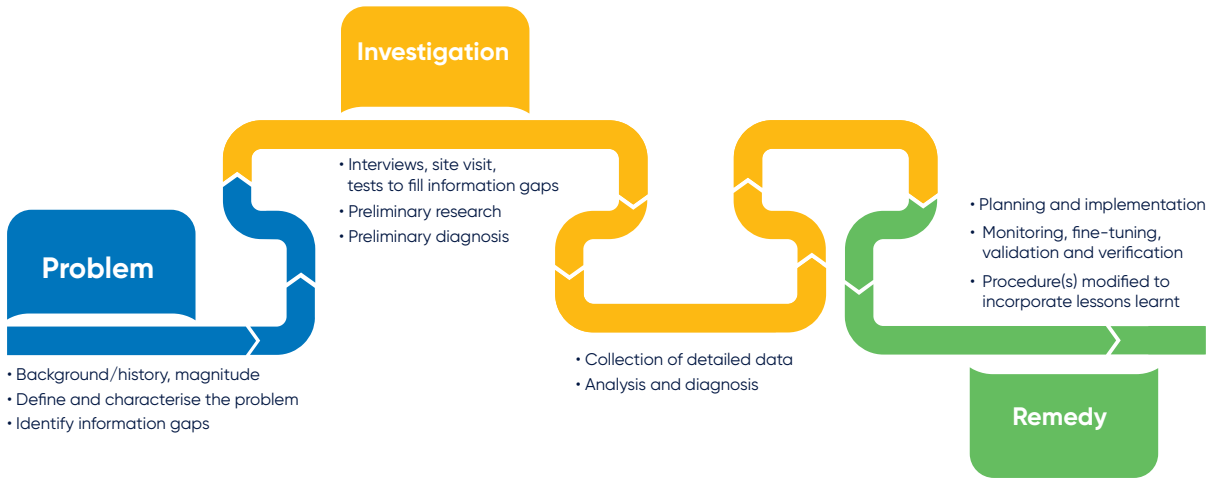 Problem
• Background/history, magnitude
• Define and characterise the problem
• Identify information gaps
Investigation
• Interviews, site visit,
tests to fill information gaps
• Preliminary research
• Preliminary diagnosis
• Collection of detailed data
• Analysis and diagnosis
• Planning and implementation
• Monitoring, fine-tuning,
validation and verification
• Procedure(s) modified to
incorporate lessons learnt
Remedy